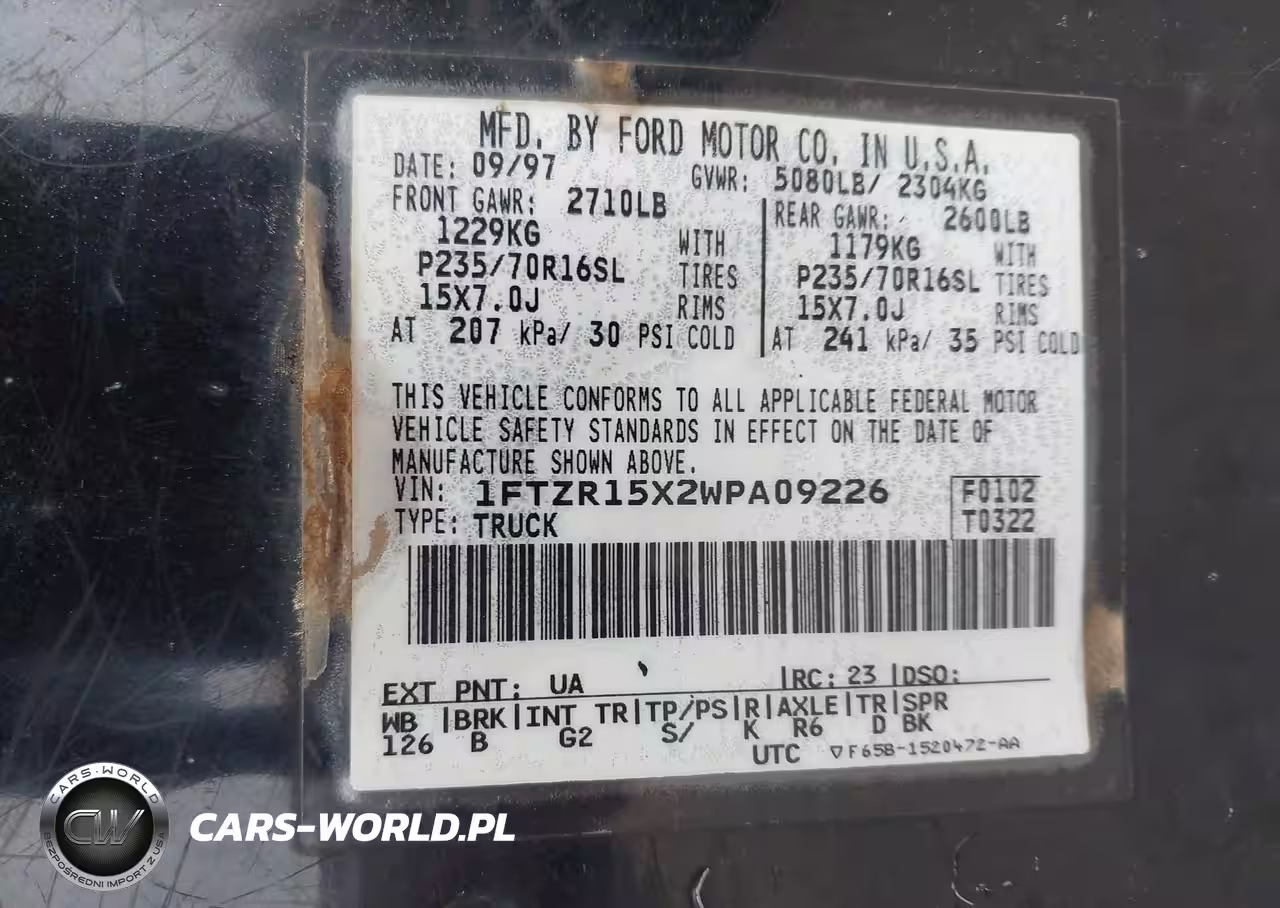 MFD. BY FORD MOTOR CO. IN U.S.A.
DATE: 09/97 GVWR: 5080LB/ 2304KG
FRONT GAWR: 2710LB
1229KG WITH
P235/70R16SL TIRES
15X7.0J RIMS
AT 207 kPa/ 30 PSI COLD
REAR GAWR: 2600LB
1179KG WITH
P235/70R16SL TIRES
15X7.0J RIMS
AT 241 kPa/ 35 PSI COLD
THIS VEHICLE CONFORMS TO ALL APPLICABLE FEDERAL MOTOR
VEHICLE SAFETY STANDARDS IN EFFECT ON THE DATE OF
MANUFACTURE SHOWN ABOVE.
VIN: 1FTZR15X2WPA09226 F0102
TYPE: TRUCK T0322
EXT PNT: UA |RC: 23 |DSO:
WB |BRK|INT TR|TP/PS|R|AXLE|TR|SPR
126 B G2 S/ K R6 D BK
UTC ▽F65B-1520472-AA
CARS-WORLD
CW
BEZPOŚREDNI IMPORT Z USA
CARS-WORLD.PL